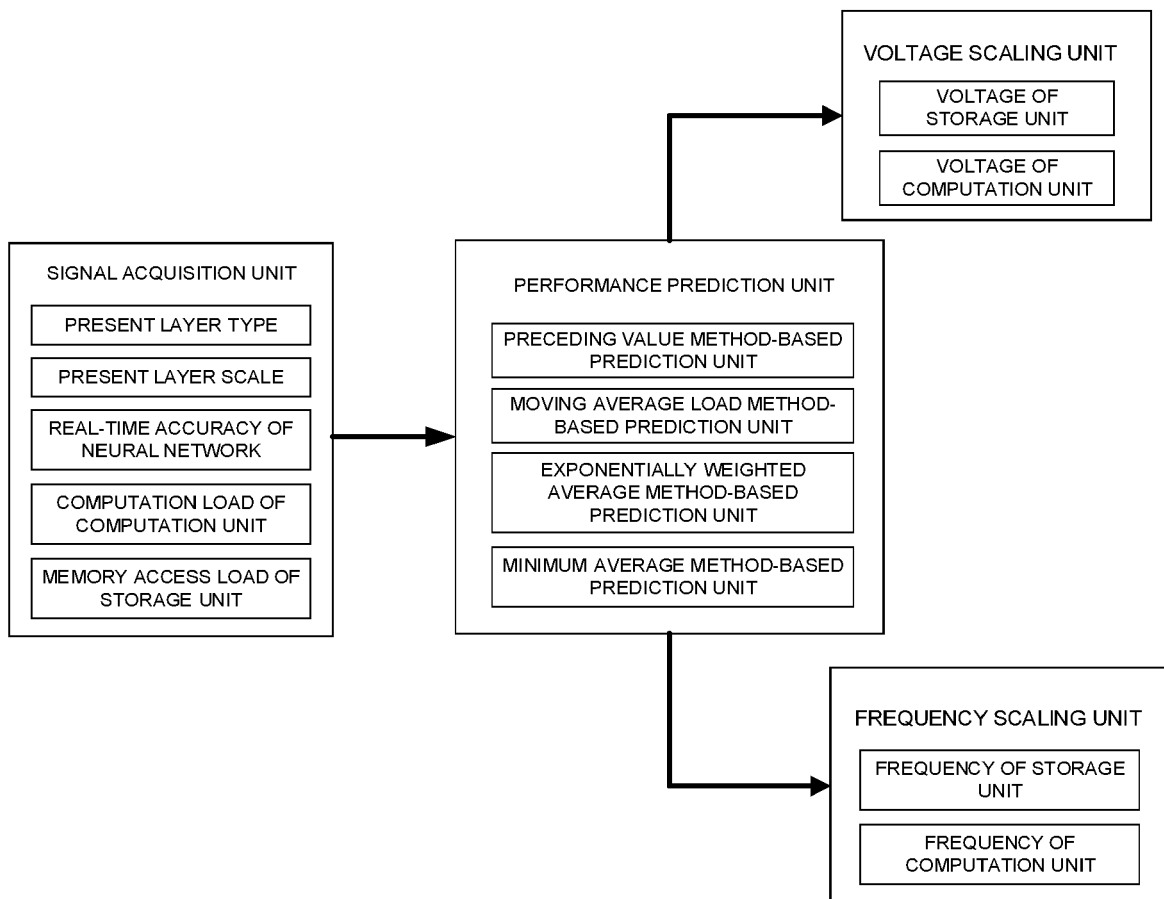 SIGNAL ACQUISITION UNIT
PRESENT LAYER TYPE
PRESENT LAYER SCALE
REAL-TIME ACCURACY OF
NEURAL NETWORK
COMPUTATION LOAD OF
COMPUTATION UNIT
MEMORY ACCESS LOAD OF
STORAGE UNIT
PERFORMANCE PREDICTION UNIT
PRECEDING VALUE METHOD-BASED
PREDICTION UNIT
MOVING AVERAGE LOAD METHOD-
BASED PREDICTION UNIT
EXPONENTIALLY WEIGHTED
AVERAGE METHOD-BASED
PREDICTION UNIT
MINIMUM AVERAGE METHOD-BASED
PREDICTION UNIT
VOLTAGE SCALING UNIT
VOLTAGE OF
STORAGE UNIT
VOLTAGE OF
COMPUTATION UNIT
FREQUENCY SCALING UNIT
FREQUENCY OF STORAGE
UNIT
FREQUENCY OF
COMPUTATION UNIT